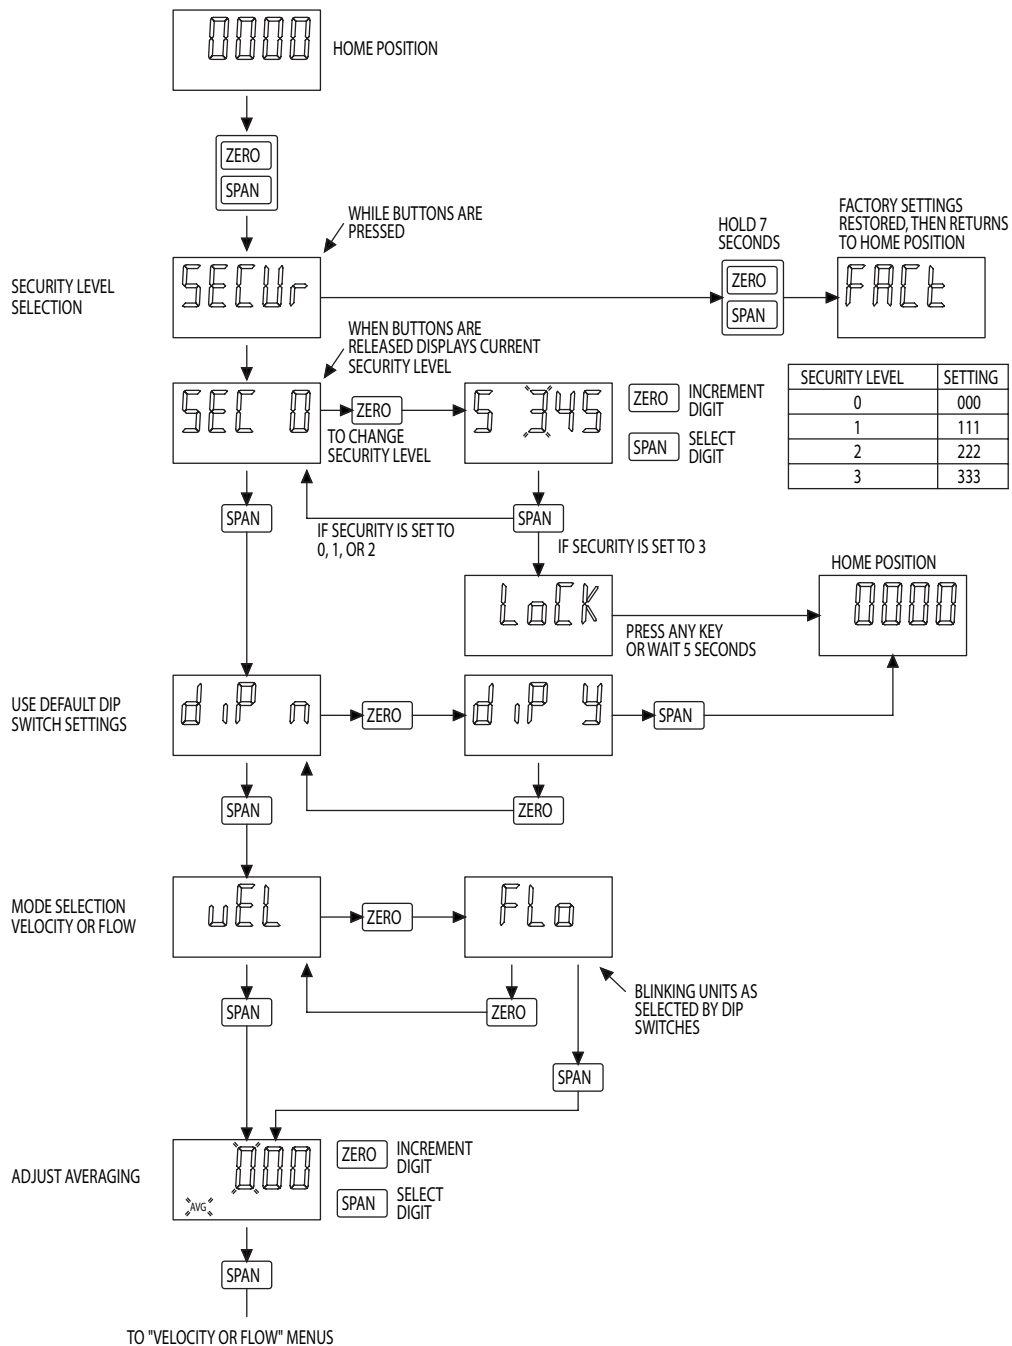 0000
HOME POSITION
ZERO
SPAN
WHILE BUTTONS ARE
PRESSED
HOLD 7
SECONDS
FACTORY SETTINGS
RESTORED, THEN RETURNS
TO HOME POSITION
SECURITY LEVEL
SELECTION
SECUr
ZERO
SPAN
FACt
WHEN BUTTONS ARE
RELEASED DISPLAYS CURRENT
SECURITY LEVEL
SEC 0
ZERO
TO CHANGE
SECURITY LEVEL
S 345
ZERO
INCREMENT
DIGIT
SPAN
SELECT
DIGIT
SECURITY LEVEL SETTING
0 000
1 111
2 222
3 333
SPAN
IF SECURITY IS SET TO
0, 1, OR 2
SPAN
IF SECURITY IS SET TO 3
LoCK
PRESS ANY KEY
OR WAIT 5 SECONDS
HOME POSITION
0000
USE DEFAULT DIP
SWITCH SETTINGS
diP n
ZERO
diP y
SPAN
SPAN
ZERO
MODE SELECTION
VELOCITY OR FLOW
uEL
ZERO
FLo
BLINKING UNITS AS
SELECTED BY DIP
SWITCHES
SPAN
ZERO
SPAN
ADJUST AVERAGING
000
AVG
ZERO
INCREMENT
DIGIT
SPAN
SELECT
DIGIT
SPAN
TO "VELOCITY OR FLOW" MENUS